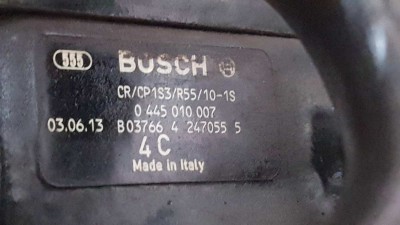 555 BOSCH
CR/CP1S3/R55/10-1S
0 445 010 007
03.06.13 B03766 4 247055 5
4C
Made in Italy